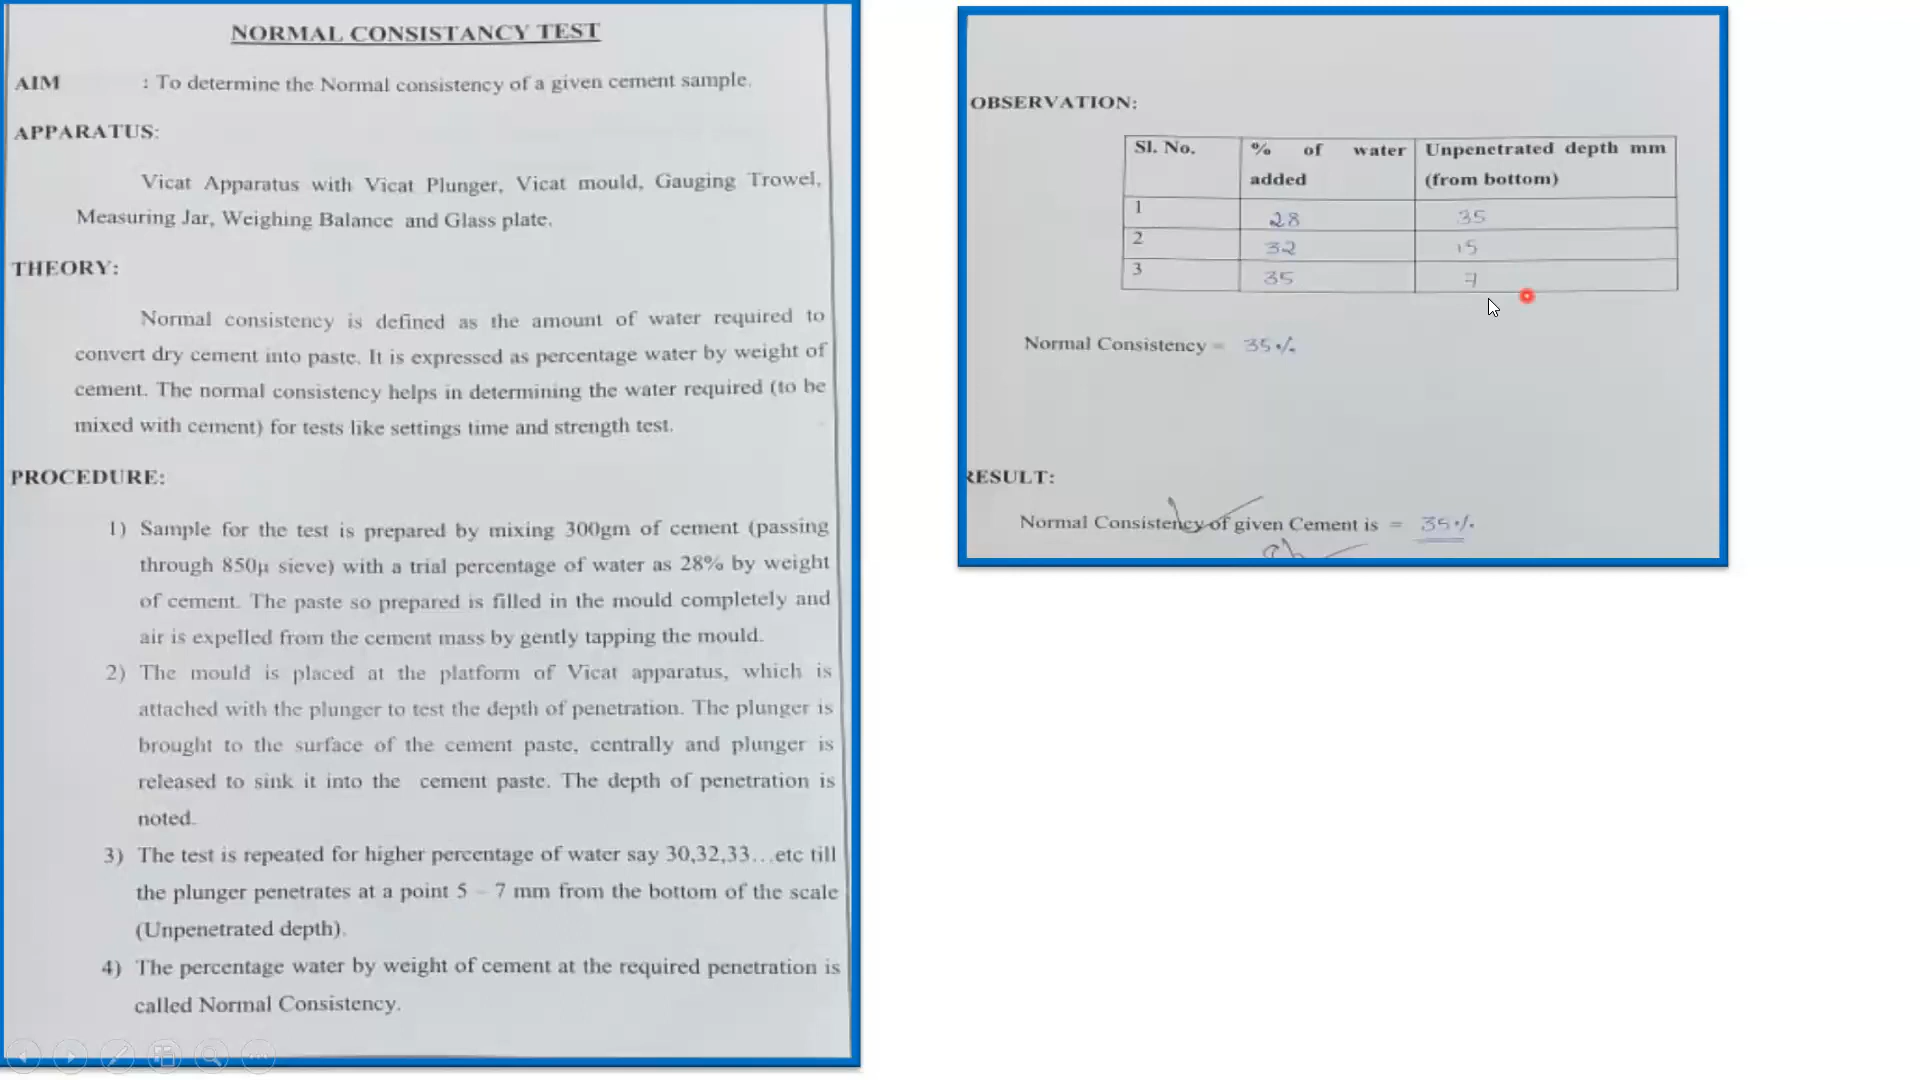 NORMAL CONSISTANCY TEST
AIM : To determine the Normal consistency of a given cement sample.
APPARATUS:
Vicat Apparatus with Vicat Plunger, Vicat mould, Gauging Trowel,
Measuring Jar, Weighing Balance and Glass plate.
THEORY:
Normal consistency is defined as the amount of water required to
convert dry cement into paste. It is expressed as percentage water by weight of
cement. The normal consistency helps in determining the water required (to be
mixed with cement) for tests like settings time and strength test.
PROCEDURE:
1) Sample for the test is prepared by mixing 300gm of cement (passing
through 850µ sieve) with a trial percentage of water as 28% by weight
of cement. The paste so prepared is filled in the mould completely and
air is expelled from the cement mass by gently tapping the mould.
2) The mould is placed at the platform of Vicat apparatus, which is
attached with the plunger to test the depth of penetration. The plunger is
brought to the surface of the cement paste, centrally and plunger is
released to sink it into the cement paste. The depth of penetration is
noted.
3) The test is repeated for higher percentage of water say 30,32,33…etc till
the plunger penetrates at a point 5 – 7 mm from the bottom of the scale
(Unpenetrated depth).
4) The percentage water by weight of cement at the required penetration is
called Normal Consistency.
OBSERVATION:
Sl. No. % of water Unpenetrated depth mm
added (from bottom)
1 28 35
2 32 15
3 35 7
Normal Consistency = 35%
RESULT:
Normal Consistency of given Cement is = 35%